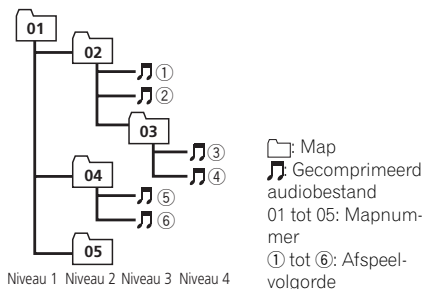 01
02
①
②
03
③
④
04
⑤
⑥
05
Niveau 1 Niveau 2 Niveau 3 Niveau 4
: Map
: Gecomprimeerd
audiobestand
01 tot 05: Mapnum-
mer
① tot ⑥: Afspeel-
volgorde